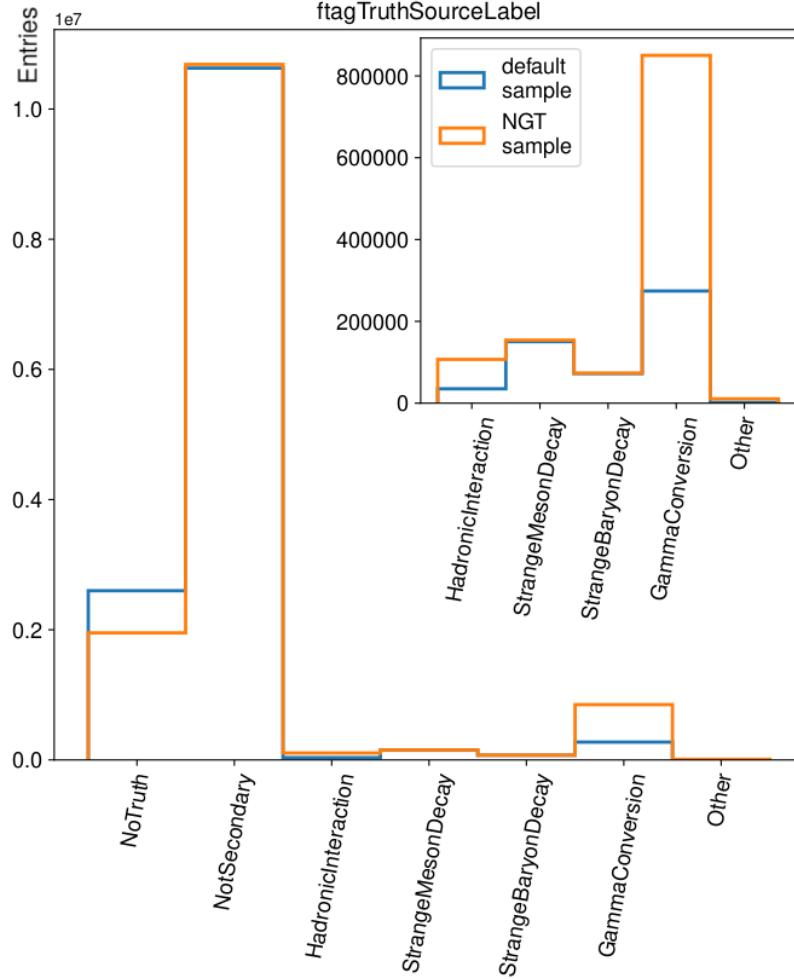 ftagTruthSourceLabel
1e7
Entries
1.0
0.8
0.6
0.4
0.2
0.0
NoTruth
NotSecondary
HadronicInteraction
StrangeMesonDecay
StrangeBaryonDecay
GammaConversion
Other
800000
600000
400000
200000
0
default
sample
NGT
sample
HadronicInteraction
StrangeMesonDecay
StrangeBaryonDecay
GammaConversion
Other